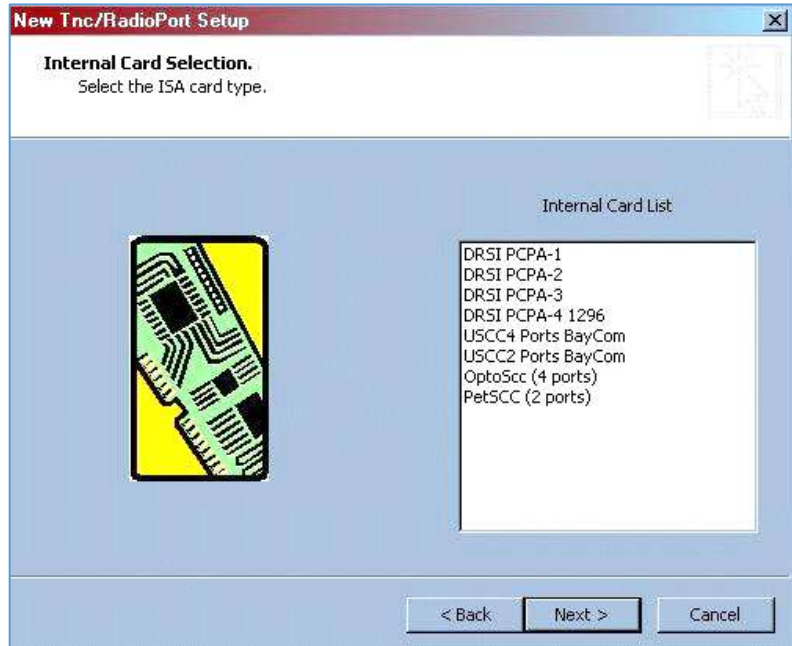 New Tnc/RadioPort Setup
Internal Card Selection.
Select the ISA card type.
Internal Card List
DRSI PCPA-1
DRSI PCPA-2
DRSI PCPA-3
DRSI PCPA-4 1296
USCC4 Ports BayCom
USCC2 Ports BayCom
OptoScc (4 ports)
PetSCC (2 ports)
< Back
Next >
Cancel